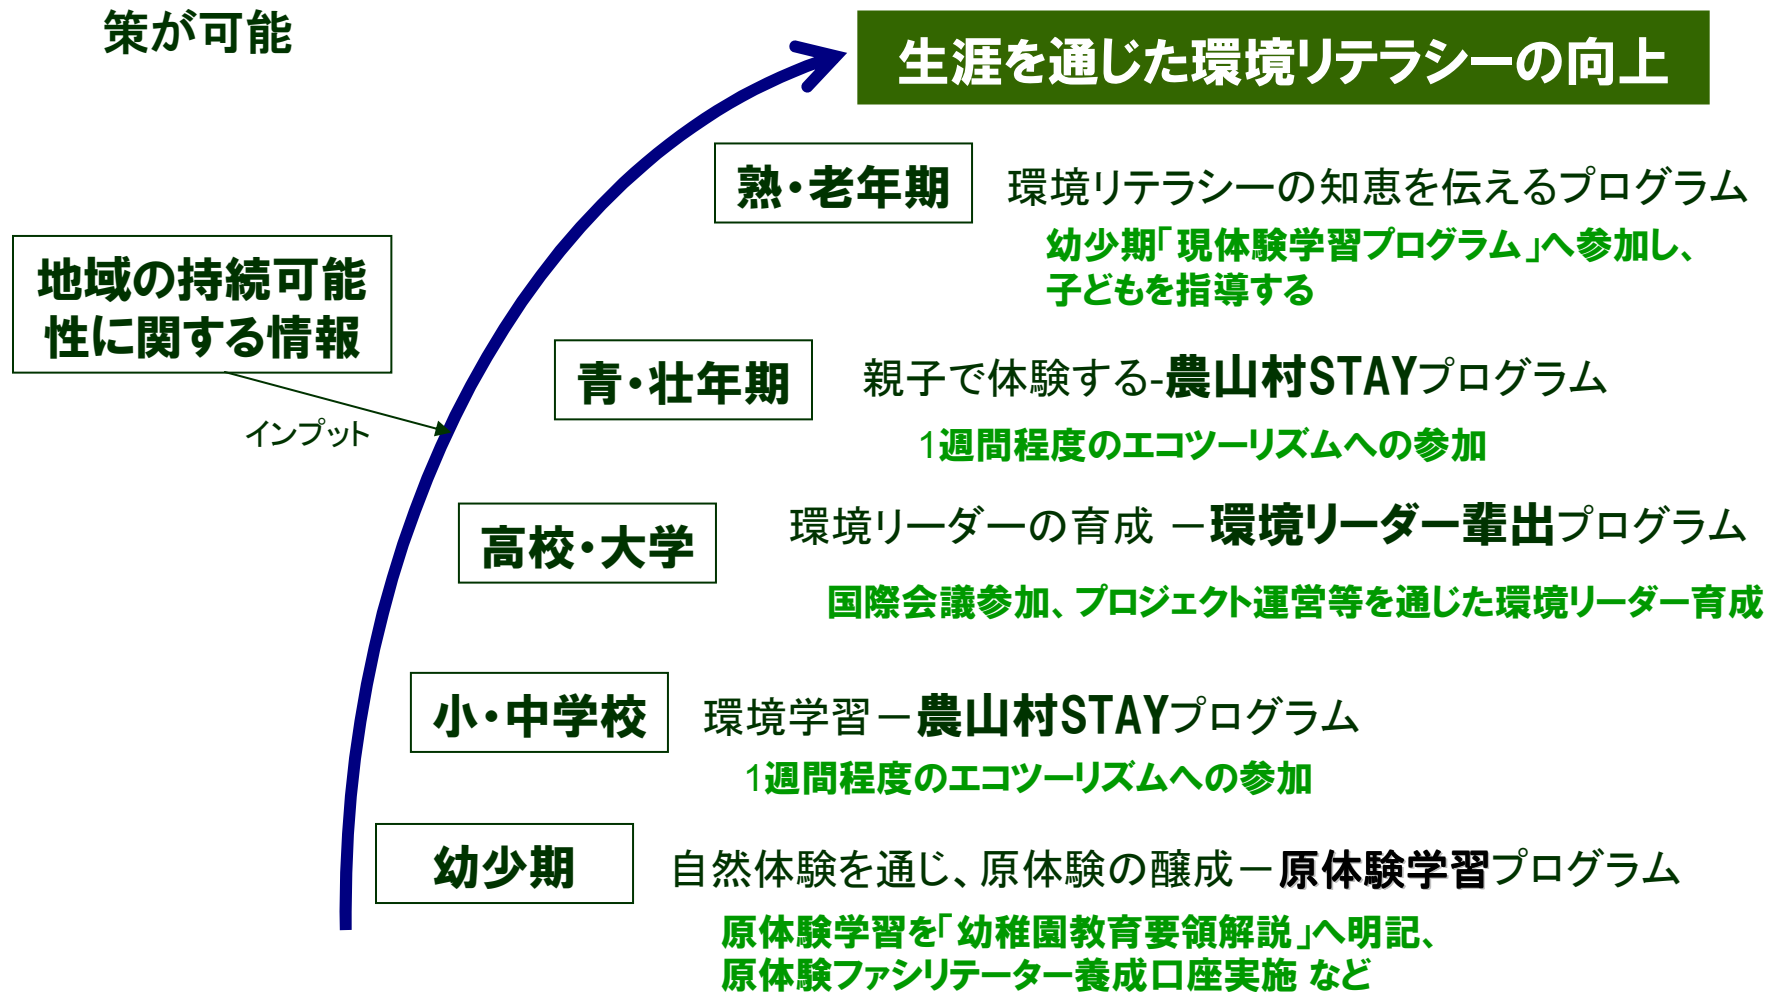 策が可能
生涯を通じた環境リテラシーの向上
熟・老年期
環境リテラシーの知恵を伝えるプログラム
幼少期「現体験学習プログラム」へ参加し、
子どもを指導する
地域の持続可能
性に関する情報
インプット
青・壮年期
親子で体験する-農山村STAYプログラム
1週間程度のエコツーリズムへの参加
高校・大学
環境リーダーの育成 －環境リーダー輩出プログラム
国際会議参加、プロジェクト運営等を通じた環境リーダー育成
小・中学校
環境学習－農山村STAYプログラム
1週間程度のエコツーリズムへの参加
幼少期
自然体験を通じ、原体験の醸成－原体験学習プログラム
原体験学習を「幼稚園教育要領解説」へ明記、
原体験ファシリテーター養成口座実施 など